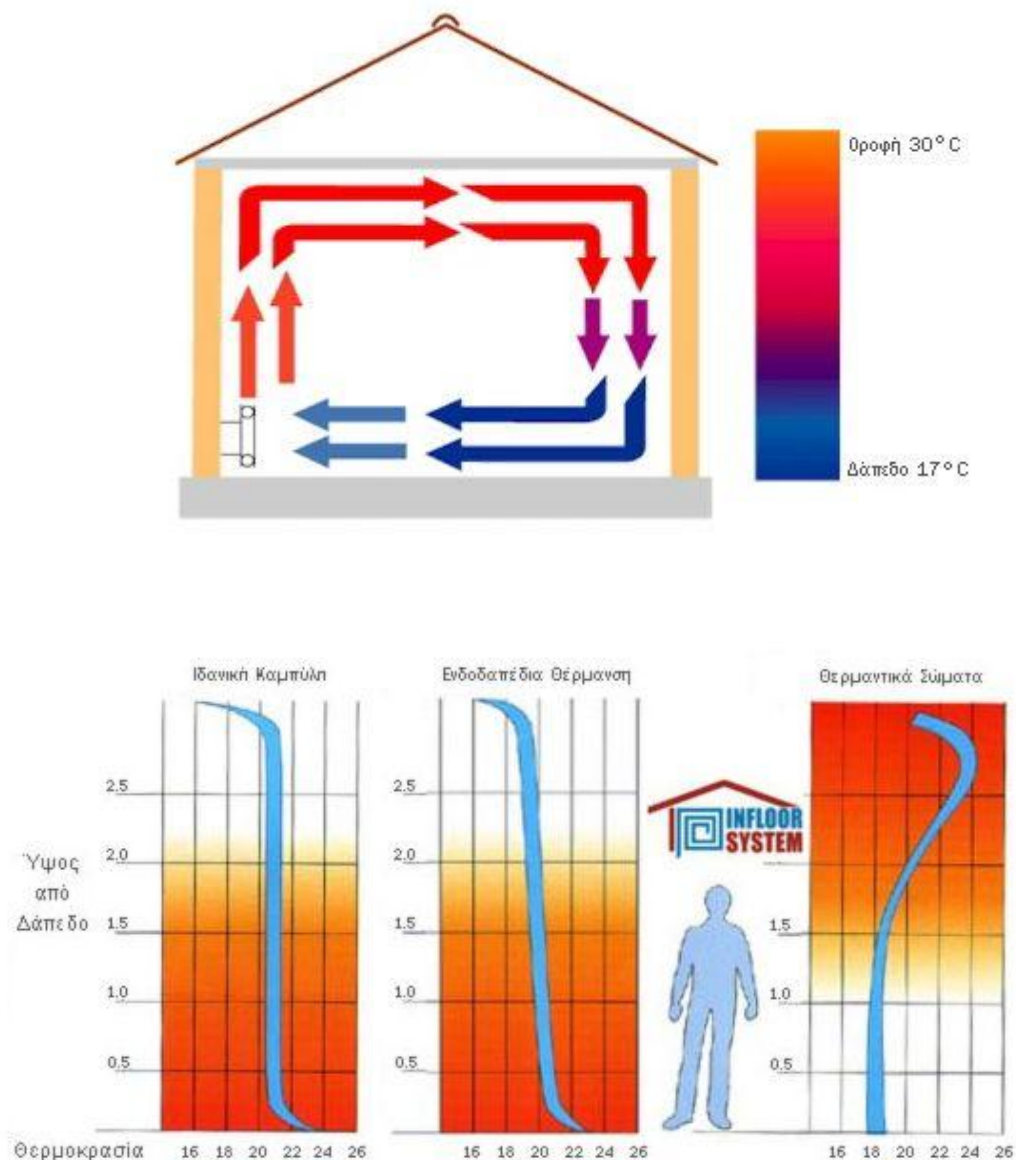 Οροφή 30°C
Δάπεδο 17°C
Ιδανική Καμπύλη
Ενδοδαπέδια Θέρμανση
Θερμαντικά Σώματα
2.5
2.0
1.5
1.0
0.5
2.5
2.0
1.5
1.0
0.5
1.5
1.0
0.5
Ύψος
από
Δάπεδο
INFLOOR
SYSTEM
Θερμοκρασία
16 18 20 22 24 26
16 18 20 22 24 26
16 18 20 22 24 26